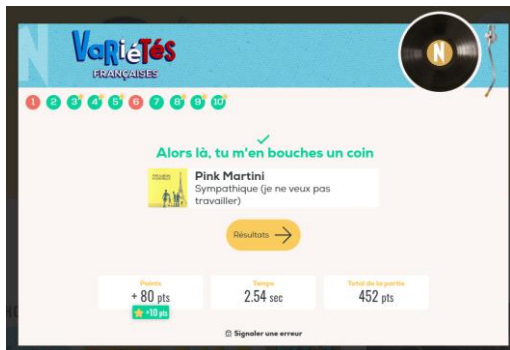 N
VaRiéTés
FRANÇAISES
N
1 2 3 4 5 6 7 8 9 10
Alors là, tu m'en bouches un coin
Pink Martini
Sympathique (je ne veux pas
travailler)
Résultats
Points
Temps
Total de la partie
+ 80 pts
2.54 sec
452 pts
+10 pts
Signaler une erreur